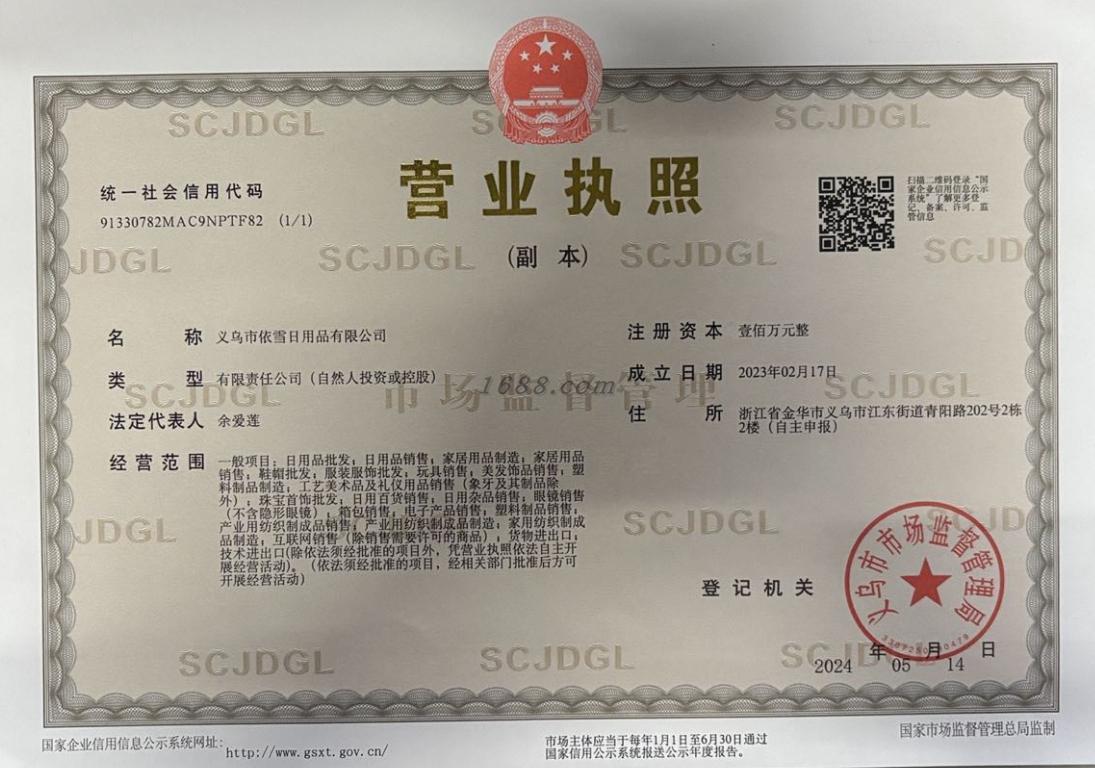 SCJDGL SCJDGL SCJDGL
营业执照
(副 本)
统一社会信用代码
91330782MAC9NPTF82 (1/1)
扫描二维码登录“国
家企业信用信息公示
系统”了解更多登
记、备案、许可、监
管信息
JDGL SCJDGL SCJDGL SCJD
名 称 义乌市依雪日用品有限公司
类 型 有限责任公司（自然人投资或控股）
法定代表人 余爱莲
经营范围 一般项目：日用品批发；日用品销售；家居用品制造；家居用品
销售；鞋帽批发；服装服饰批发；玩具销售；美发饰品销售；塑
料制品制造；工艺美术品及礼仪用品销售（象牙及其制品除
外）；珠宝首饰批发；日用百货销售；日用杂品销售；眼镜销售
（不含隐形眼镜）；箱包销售；电子产品销售；塑料制品销售；
产业用纺织制成品销售；产业用纺织制成品制造；家用纺织制成
品制造；互联网销售（除销售需要许可的商品）；货物进出口；
技术进出口(除依法须经批准的项目外，凭营业执照依法自主开
展经营活动)。（依法须经批准的项目，经相关部门批准后方可
开展经营活动）
注册资本 壹佰万元整
成立日期 2023年02月17日
住 所 浙江省金华市义乌市江东街道青阳路202号2栋
2楼（自主申报）
SCJDGL 市场监督管理 SCJDGL
1688.com
JDGL SCJDGL SCJD
登记机关
义乌市市场监督管理局
2024 年 05 月 14 日
SCJDGL SCJDGL SCJDGL
国家企业信用信息公示系统网址：http://www.gsxt.gov.cn/
市场主体应当于每年1月1日至6月30日通过
国家信用公示系统报送公示年度报告。
国家市场监督管理总局监制